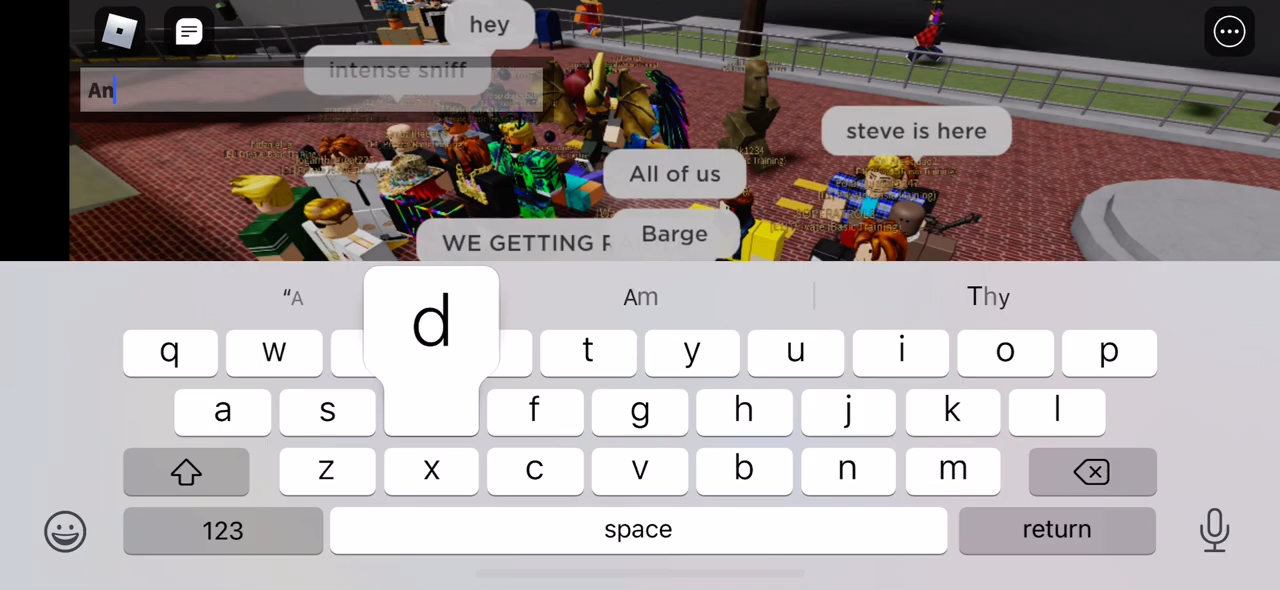 hey
intense sniff
An
steve is here
All of us
WE GETTING
Barge
“A
Am
Thy
d
q w t y u i o p
a s f g h j k l
z x c v b n m
123 space return